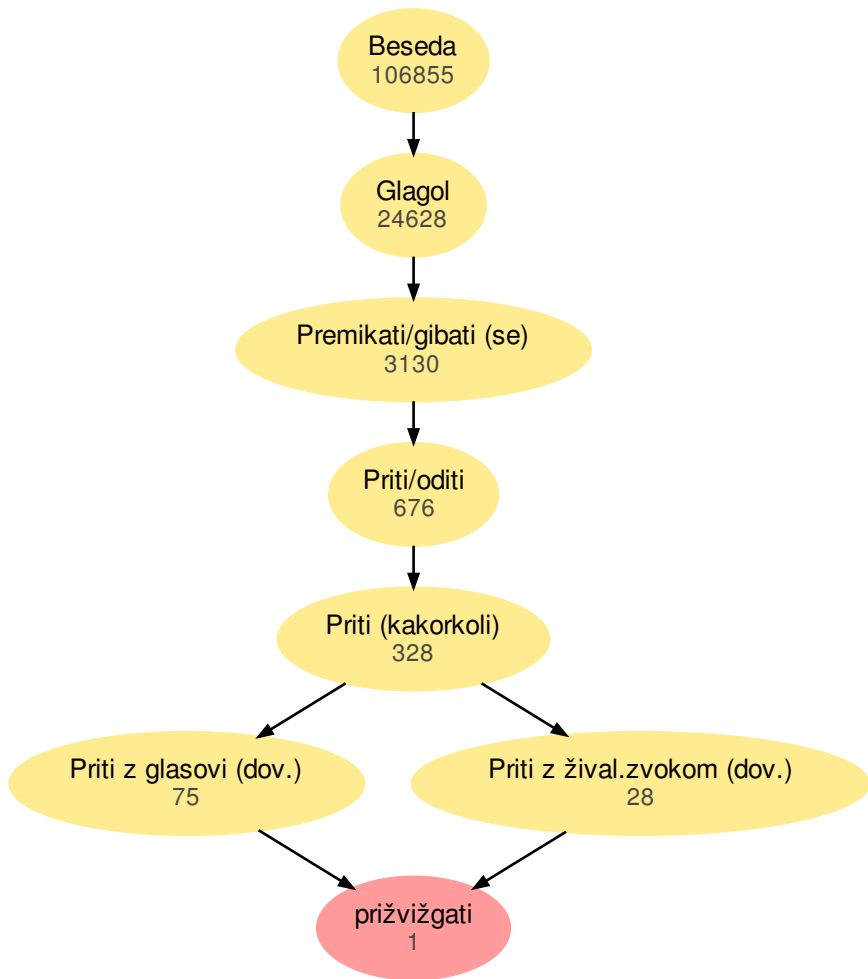 Beseda
106855
Glagol
24628
Premikati/gibati (se)
3130
Priti/oditi
676
Priti (kakorkoli)
328
Priti z glasovi (dov.)
75
Priti z žival.zvokom (dov.)
28
prižvižgati
1